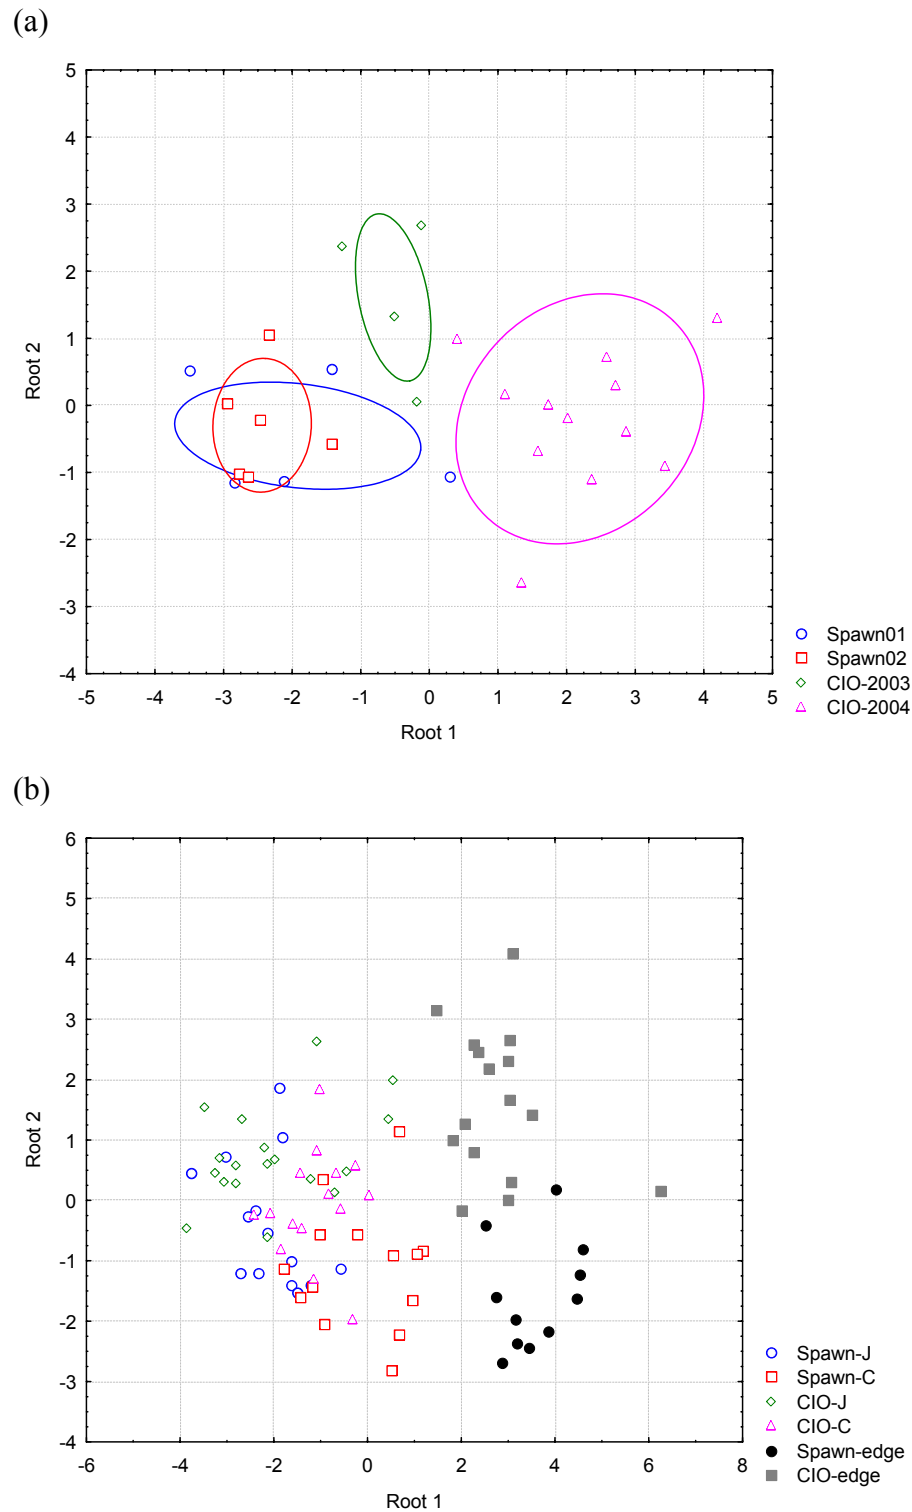 (a)
5
4
3
2
1
0
-1
-2
-3
-4
Root 2
-5 -4 -3 -2 -1 0 1 2 3 4 5
Root 1
Spawn01
Spawn02
CIO-2003
CIO-2004
(b)
6
5
4
3
2
1
0
-1
-2
-3
-4
Root 2
-6 -4 -2 0 2 4 6 8
Root 1
Spawn-J
Spawn-C
CIO-J
CIO-C
Spawn-edge
CIO-edge